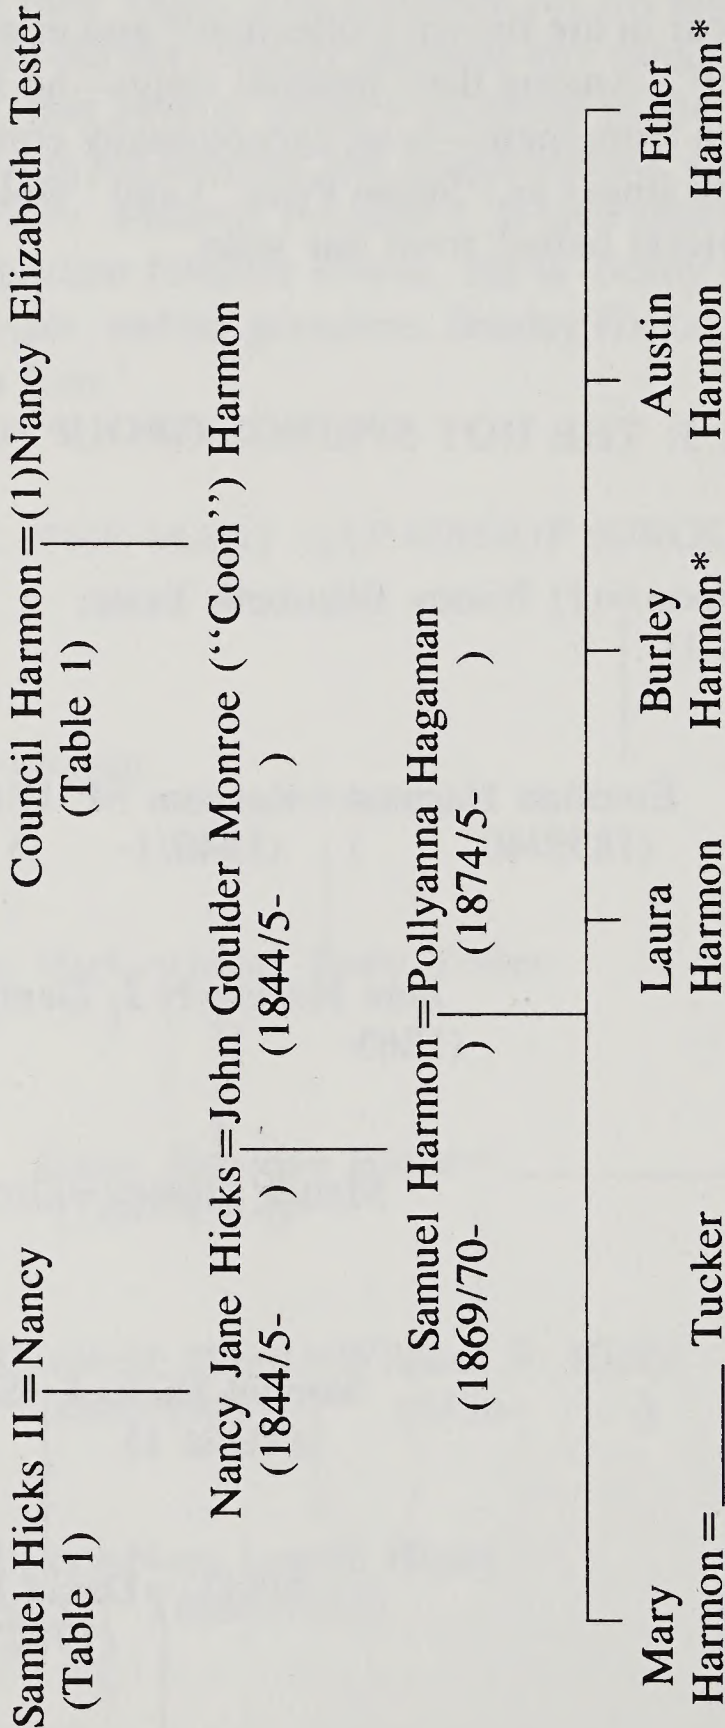 Samuel Hicks II=Nancy Council Harmon=(1)Nancy Elizabeth Tester
(Table 1) (Table 1)
Nancy Jane Hicks=John Goulder Monroe (‘‘Coon’’) Harmon
(1844/5- ) (1844/5- )
Samuel Harmon=Pollyanna Hagaman
(1869/70- ) (1874/5- )
Mary Laura Burley Austin Ether
Harmon=____ Tucker Harmon Harmon* Harmon Harmon*